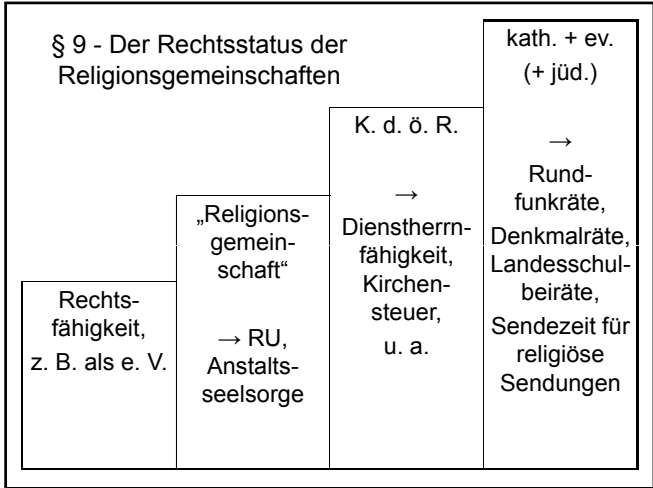 § 9 - Der Rechtsstatus der
Religionsgemeinschaften
Rechts-
fähigkeit,
z. B. als e. V.
„Religions-
gemein-
schaft“
→ RU,
Anstalts-
seelsorge
K. d. ö. R.
→
Dienstherrn-
fähigkeit,
Kirchen-
steuer,
u. a.
kath. + ev.
(+ jüd.)
→
Rund-
funkräte,
Denkmalräte,
Landesschul-
beiräte,
Sendezeit für
religiöse
Sendungen